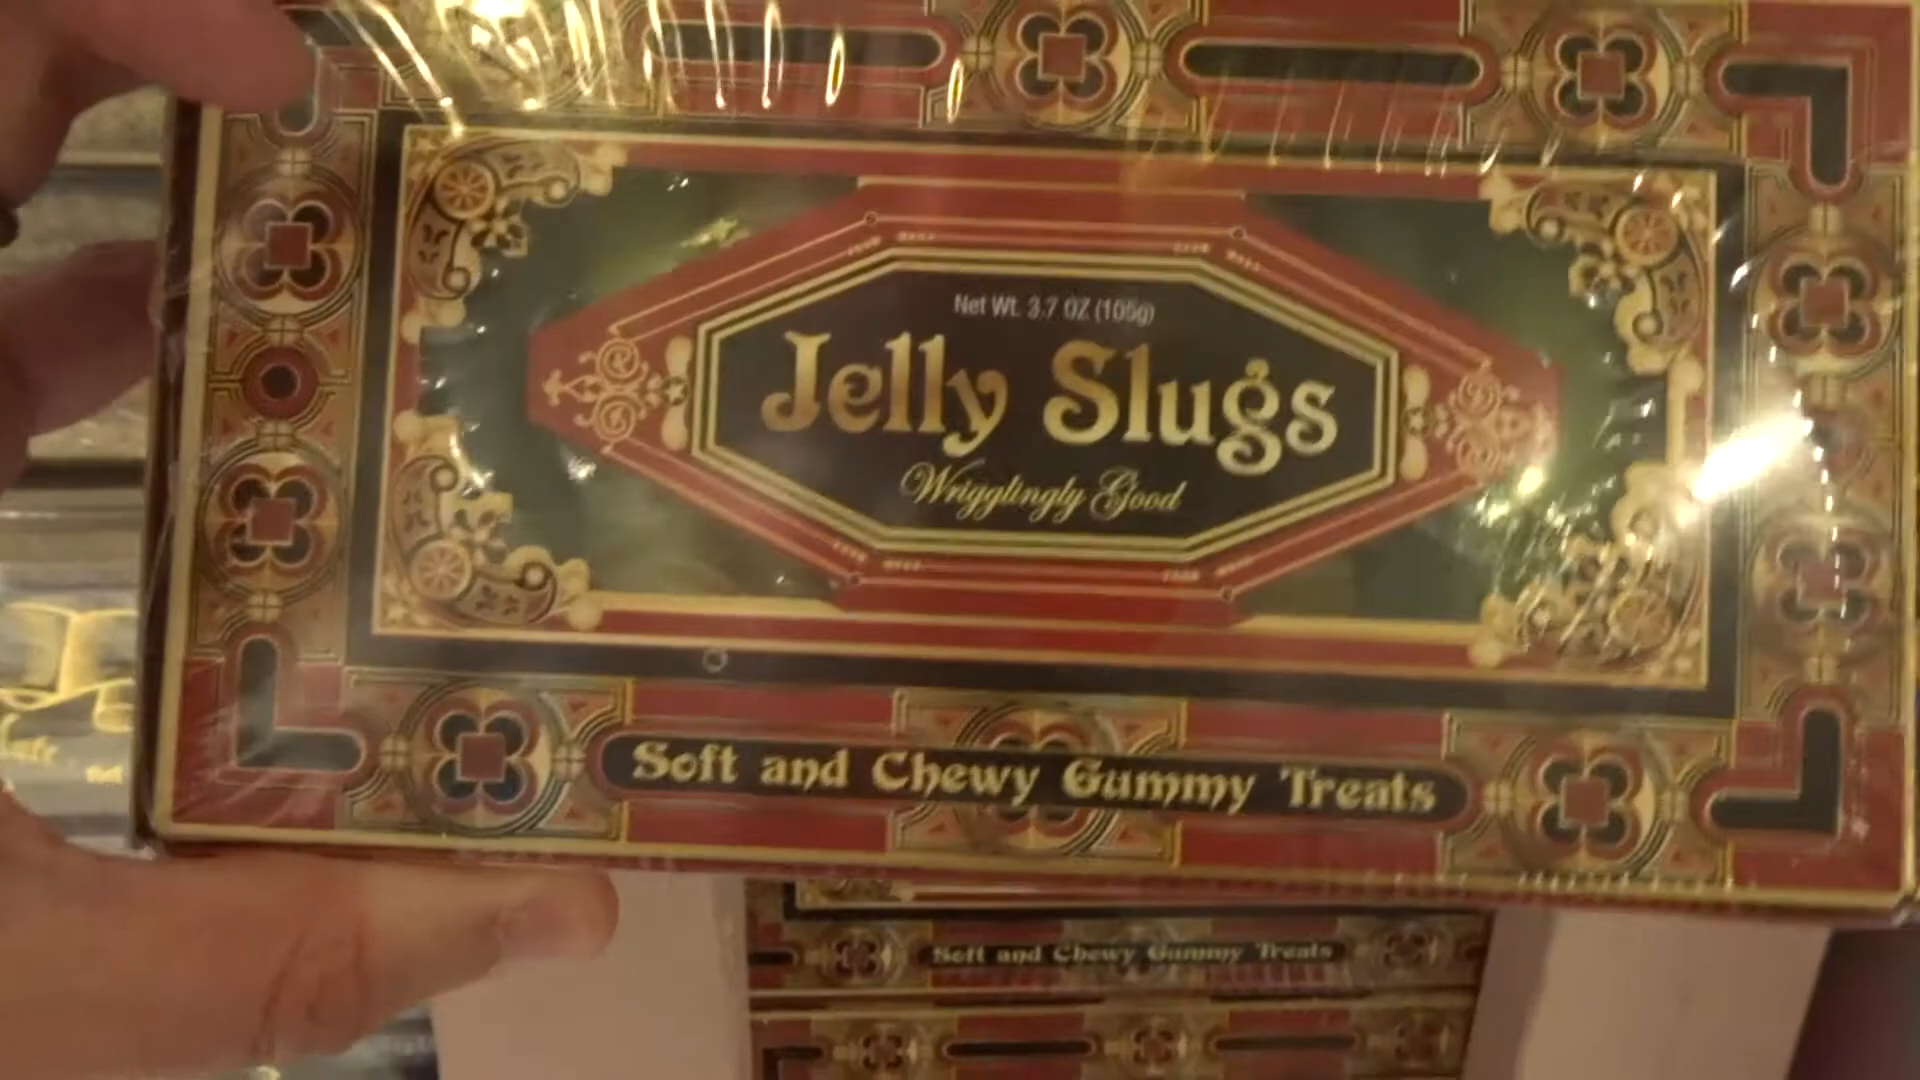 Net Wt. 3.7 OZ (105g)
Jelly Slugs
Wrigglingly Good
Soft and Chewy Gummy Treats
Soft and Chewy Gummy Treats